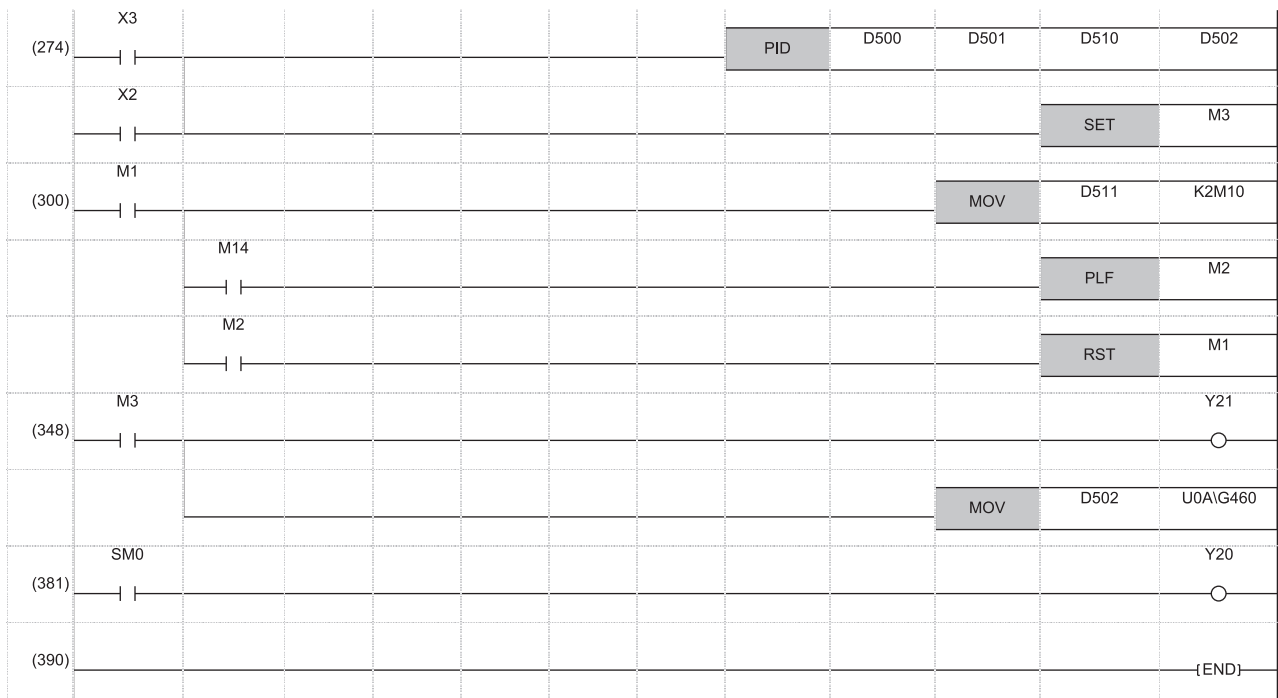 X3
(274) PID D500 D501 D510 D502
X2
SET M3
M1
(300) MOV D511 K2M10
M14
PLF M2
M2
RST M1
M3 Y21
(348)
MOV D502 U0A\G460
SM0 Y20
(381)
(390) [END]